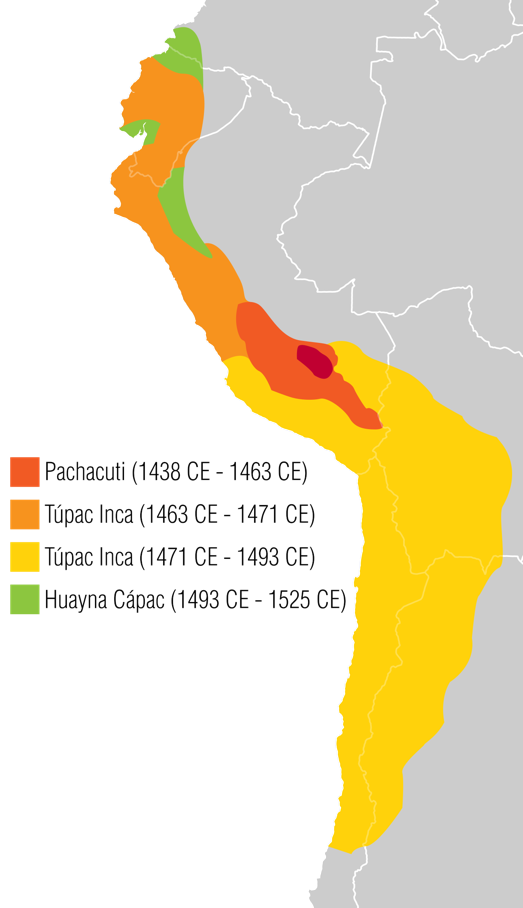 Pachacuti (1438 CE - 1463 CE)
Túpac Inca (1463 CE - 1471 CE)
Túpac Inca (1471 CE - 1493 CE)
Huayna Cápac (1493 CE - 1525 CE)